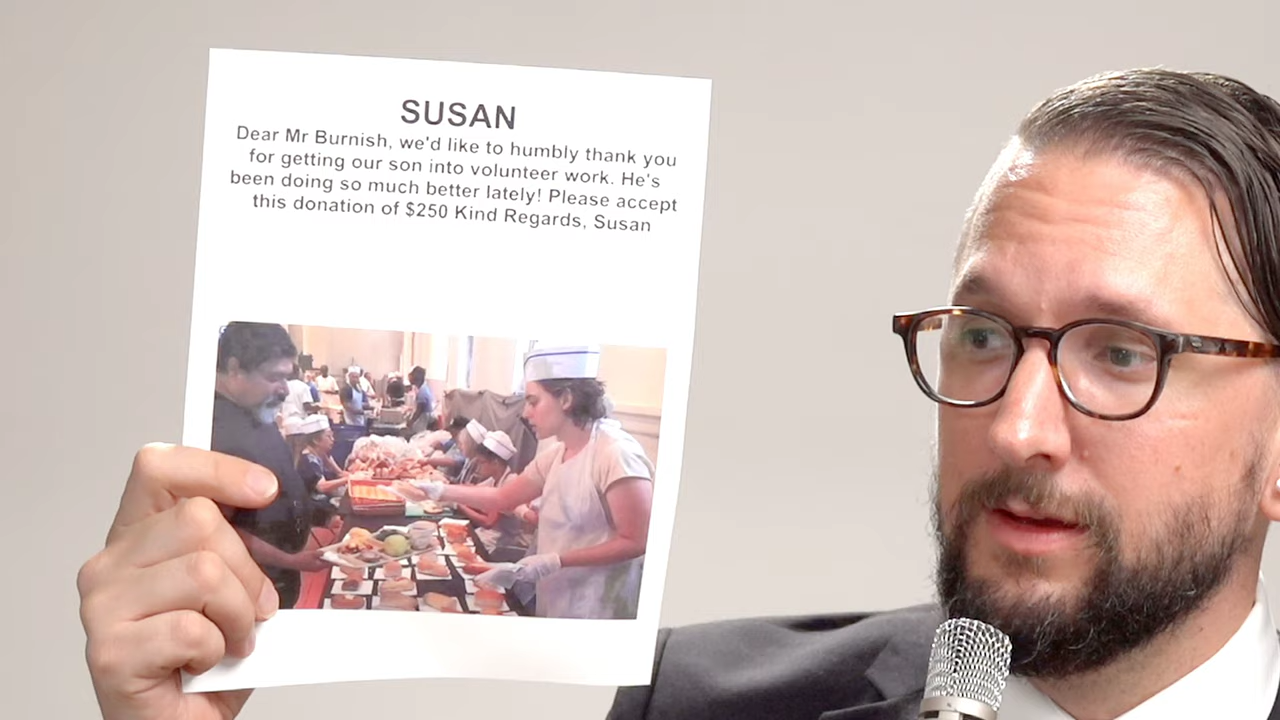 SUSAN
Dear Mr Burnish, we'd like to humbly thank you
for getting our son into volunteer work. He's
been doing so much better lately! Please accept
this donation of $250 Kind Regards, Susan